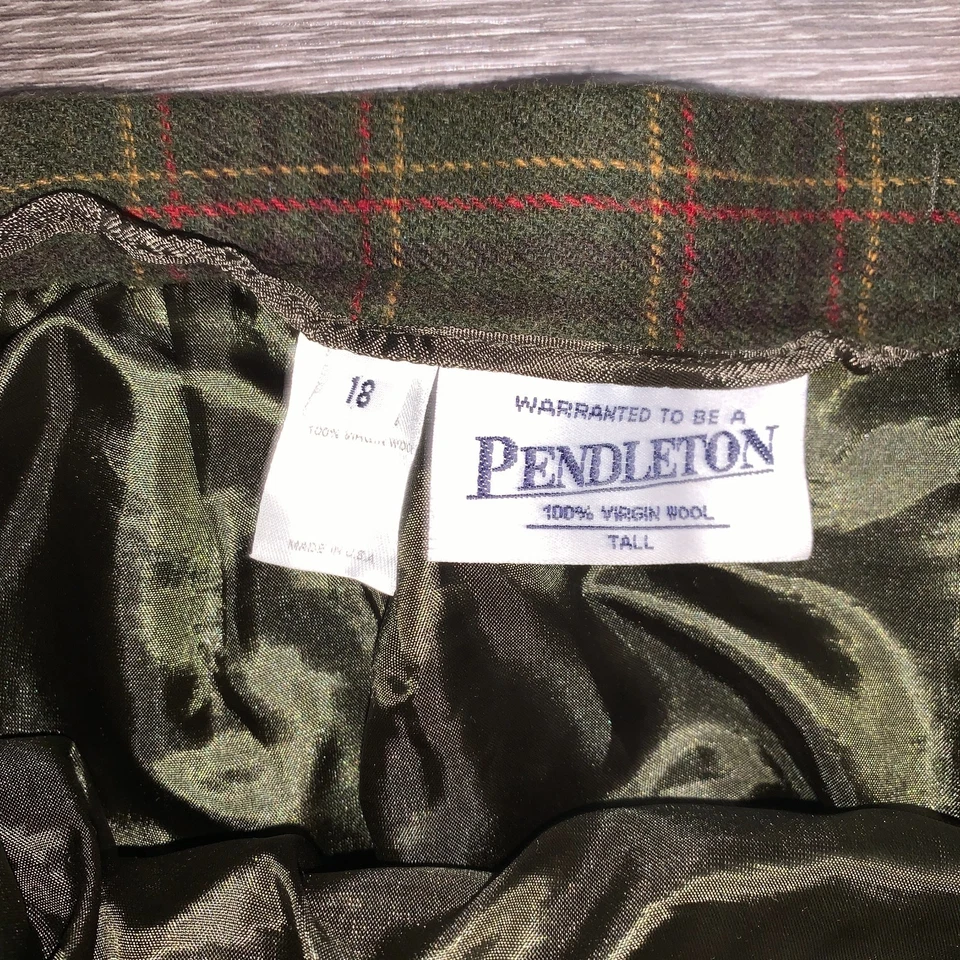 18
100% VIRGIN WOOL
MADE IN U.S.A
WARRANTED TO BE A
PENDLETON
100% VIRGIN WOOL
TALL